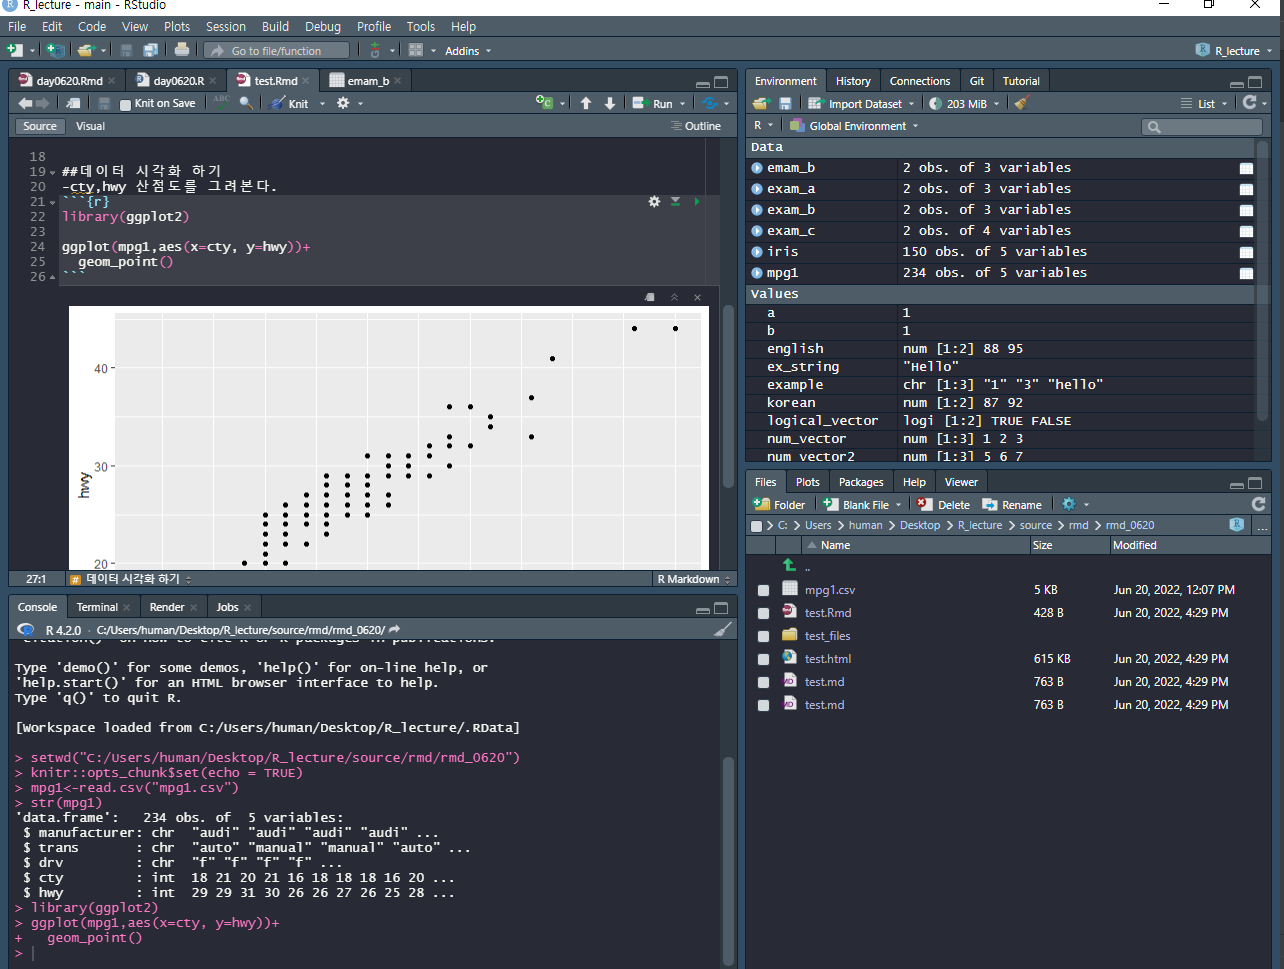 R_lecture - main - RStudio
File Edit Code View Plots Session Build Debug Profile Tools Help
Go to file/function Addins R_lecture
day0620.Rmd day0620.R test.Rmd emam_b
Knit on Save ABC Knit Run
Source Visual Outline
18
19 ##데이터 시각화 하기
20 -cty,hwy 산점도를 그려본다.
21 ```{r}
22 library(ggplot2)
23
24 ggplot(mpg1,aes(x=cty, y=hwy))+
25 geom_point()
26 ```
40
30
20
hwy
27:1 # 데이터 시각화 하기 R Markdown
Console Terminal Render Jobs
R 4.2.0 · C:/Users/human/Desktop/R_lecture/source/rmd/rmd_0620/
'citation()' on how to cite R or R packages in publications.
Type 'demo()' for some demos, 'help()' for on-line help, or
'help.start()' for an HTML browser interface to help.
Type 'q()' to quit R.
[Workspace loaded from C:/Users/human/Desktop/R_lecture/.RData]
> setwd("C:/Users/human/Desktop/R_lecture/source/rmd/rmd_0620")
> knitr::opts_chunk$set(echo = TRUE)
> mpg1<-read.csv("mpg1.csv")
> str(mpg1)
'data.frame': 234 obs. of 5 variables:
$ manufacturer: chr "audi" "audi" "audi" "audi" ...
$ trans : chr "auto" "manual" "manual" "auto" ...
$ drv : chr "f" "f" "f" "f" ...
$ cty : int 18 21 20 21 16 18 18 18 16 20 ...
$ hwy : int 29 29 31 30 26 26 27 26 25 28 ...
> library(ggplot2)
> ggplot(mpg1,aes(x=cty, y=hwy))+
+ geom_point()
>
Environment History Connections Git Tutorial
Import Dataset 203 MiB List
R Global Environment
Data
emam_b 2 obs. of 3 variables
exam_a 2 obs. of 3 variables
exam_b 2 obs. of 3 variables
exam_c 2 obs. of 4 variables
iris 150 obs. of 5 variables
mpg1 234 obs. of 5 variables
Values
a 1
b 1
english num [1:2] 88 95
ex_string "Hello"
example chr [1:3] "1" "3" "hello"
korean num [1:2] 87 92
logical_vector logi [1:2] TRUE FALSE
num_vector num [1:3] 1 2 3
num_vector2 num [1:3] 5 6 7
Files Plots Packages Help Viewer
Folder Blank File Delete Rename
C: > Users > human > Desktop > R_lecture > source > rmd > rmd_0620 ...
Name Size Modified
..
mpg1.csv 5 KB Jun 20, 2022, 12:07 PM
test.Rmd 428 B Jun 20, 2022, 4:29 PM
test_files
test.html 615 KB Jun 20, 2022, 4:29 PM
test.md 763 B Jun 20, 2022, 4:29 PM
test.md 763 B Jun 20, 2022, 4:29 PM